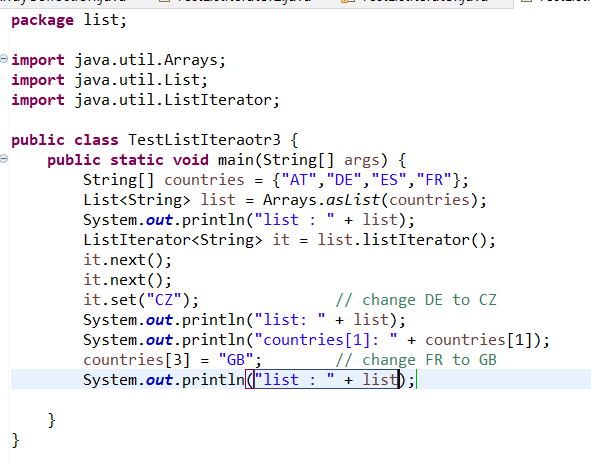 package list;
import java.util.Arrays;
import java.util.List;
import java.util.ListIterator;
public class TestListIteraotr3 {
public static void main(String[] args) {
String[] countries = {"AT","DE","ES","FR"};
List<String> list = Arrays.asList(countries);
System.out.println("list : " + list);
ListIterator<String> it = list.listIterator();
it.next();
it.next();
it.set("CZ"); // change DE to CZ
System.out.println("list: " + list);
System.out.println("countries[1]: " + countries[1]);
countries[3] = "GB"; // change FR to GB
System.out.println("list : " + list);
}
}